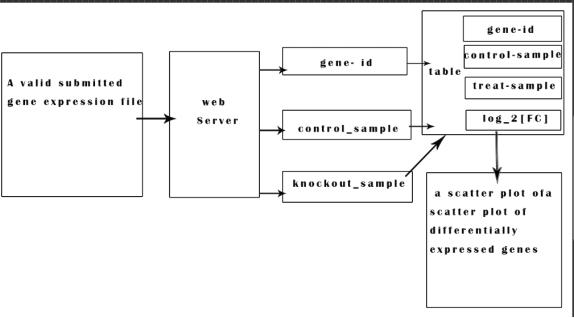 A valid submitted
gene expression file
web
Server
gene- id
control_sample
knockout_sample
table
gene-id
control-sample
treat-sample
log_2[FC]
a scatter plot ofa
scatter plot of
differentially
expressed genes